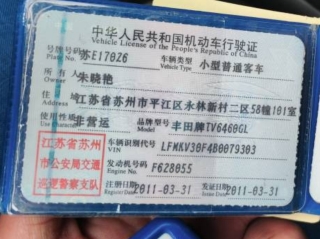 中华人民共和国机动车行驶证
Vehicle License of the People's Republic of China
号牌号码 苏E17026 车辆类型 小型普通客车
Plate No. Vehicle Type
所有人 朱晓艳
Owner
住址 江苏省苏州市平江区永林新村二区58幢101室
Address
使用性质 非营运 品牌型号 丰田牌TV6460GL
Model
江苏省苏州市公安局交通巡逻警察支队
车辆识别代号 LFMKV30F4B0079303
VIN
发动机号码 F628055
Engine No.
注册日期 2011-03-31 发证日期 2011-03-31
Register Date Issue Date